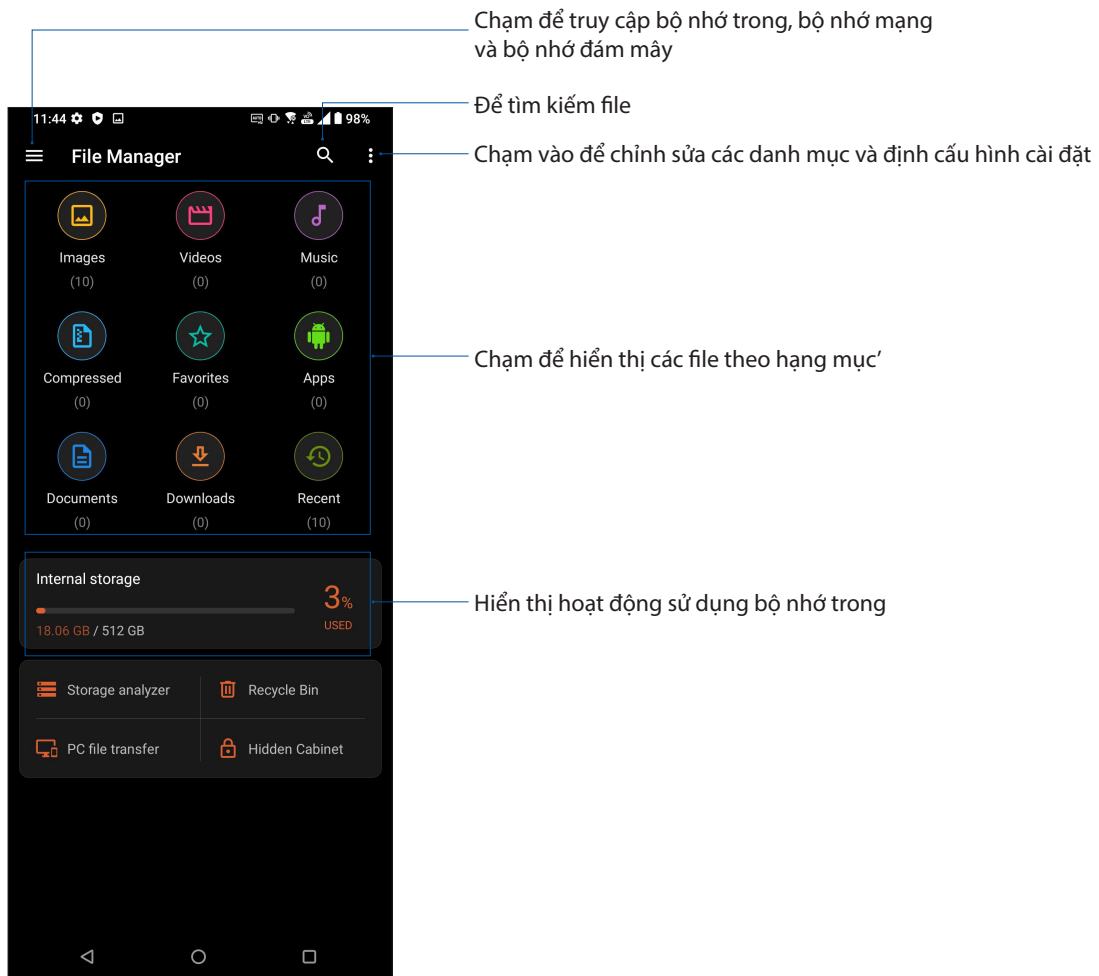 Chạm để truy cập bộ nhớ trong, bộ nhớ mạng
và bộ nhớ đám mây
Để tìm kiếm file
Chạm vào để chỉnh sửa các danh mục và định cấu hình cài đặt
11:44 98%
File Manager
Images Videos Music
(10) (0) (0)
Compressed Favorites Apps
(0) (0) (0)
Chạm để hiển thị các file theo hạng mục’
Documents Downloads Recent
(0) (0) (10)
Internal storage
3%
USED
18.06 GB / 512 GB
Hiển thị hoạt động sử dụng bộ nhớ trong
Storage analyzer Recycle Bin
PC file transfer Hidden Cabinet